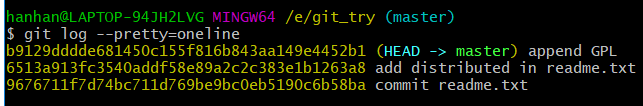 hanhan@LAPTOP-94JH2LVG MINGW64 /e/git_try (master)
$ git log --pretty=oneline
b9129dddde681450c155f816b843aa149e4452b1 (HEAD -> master) append GPL
6513a913fc3540addf58e89a2c2c383e1b1263a8 add distributed in readme.txt
9676711f7d74bc711d769be9bc0eb5190c6b58ba commit readme.txt